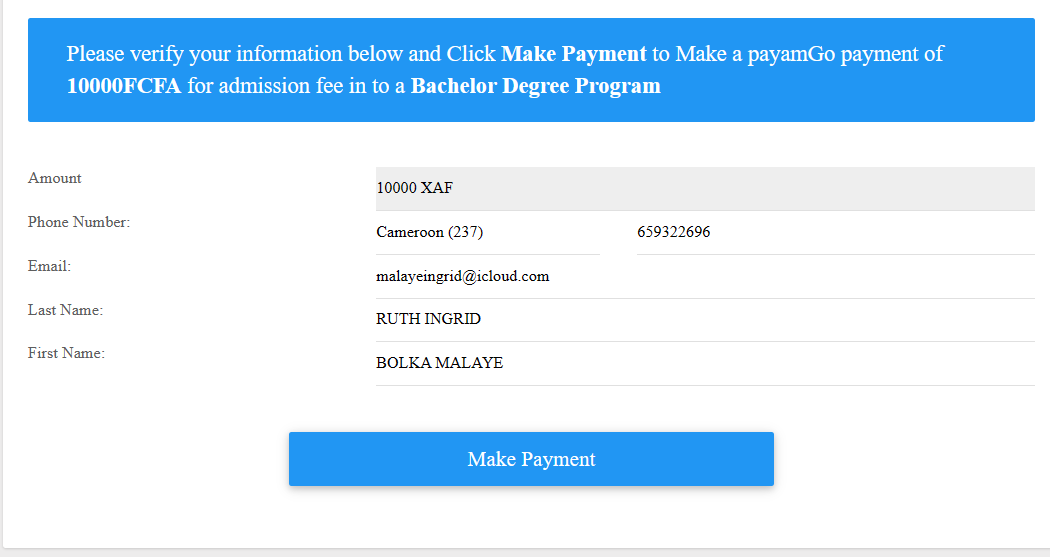 Please verify your information below and Click Make Payment to Make a payamGo payment of
10000FCFA for admission fee in to a Bachelor Degree Program
Amount
10000 XAF
Phone Number:
Cameroon (237)
659322696
Email:
malayeingrid@icloud.com
Last Name:
RUTH INGRID
First Name:
BOLKA MALAYE
Make Payment